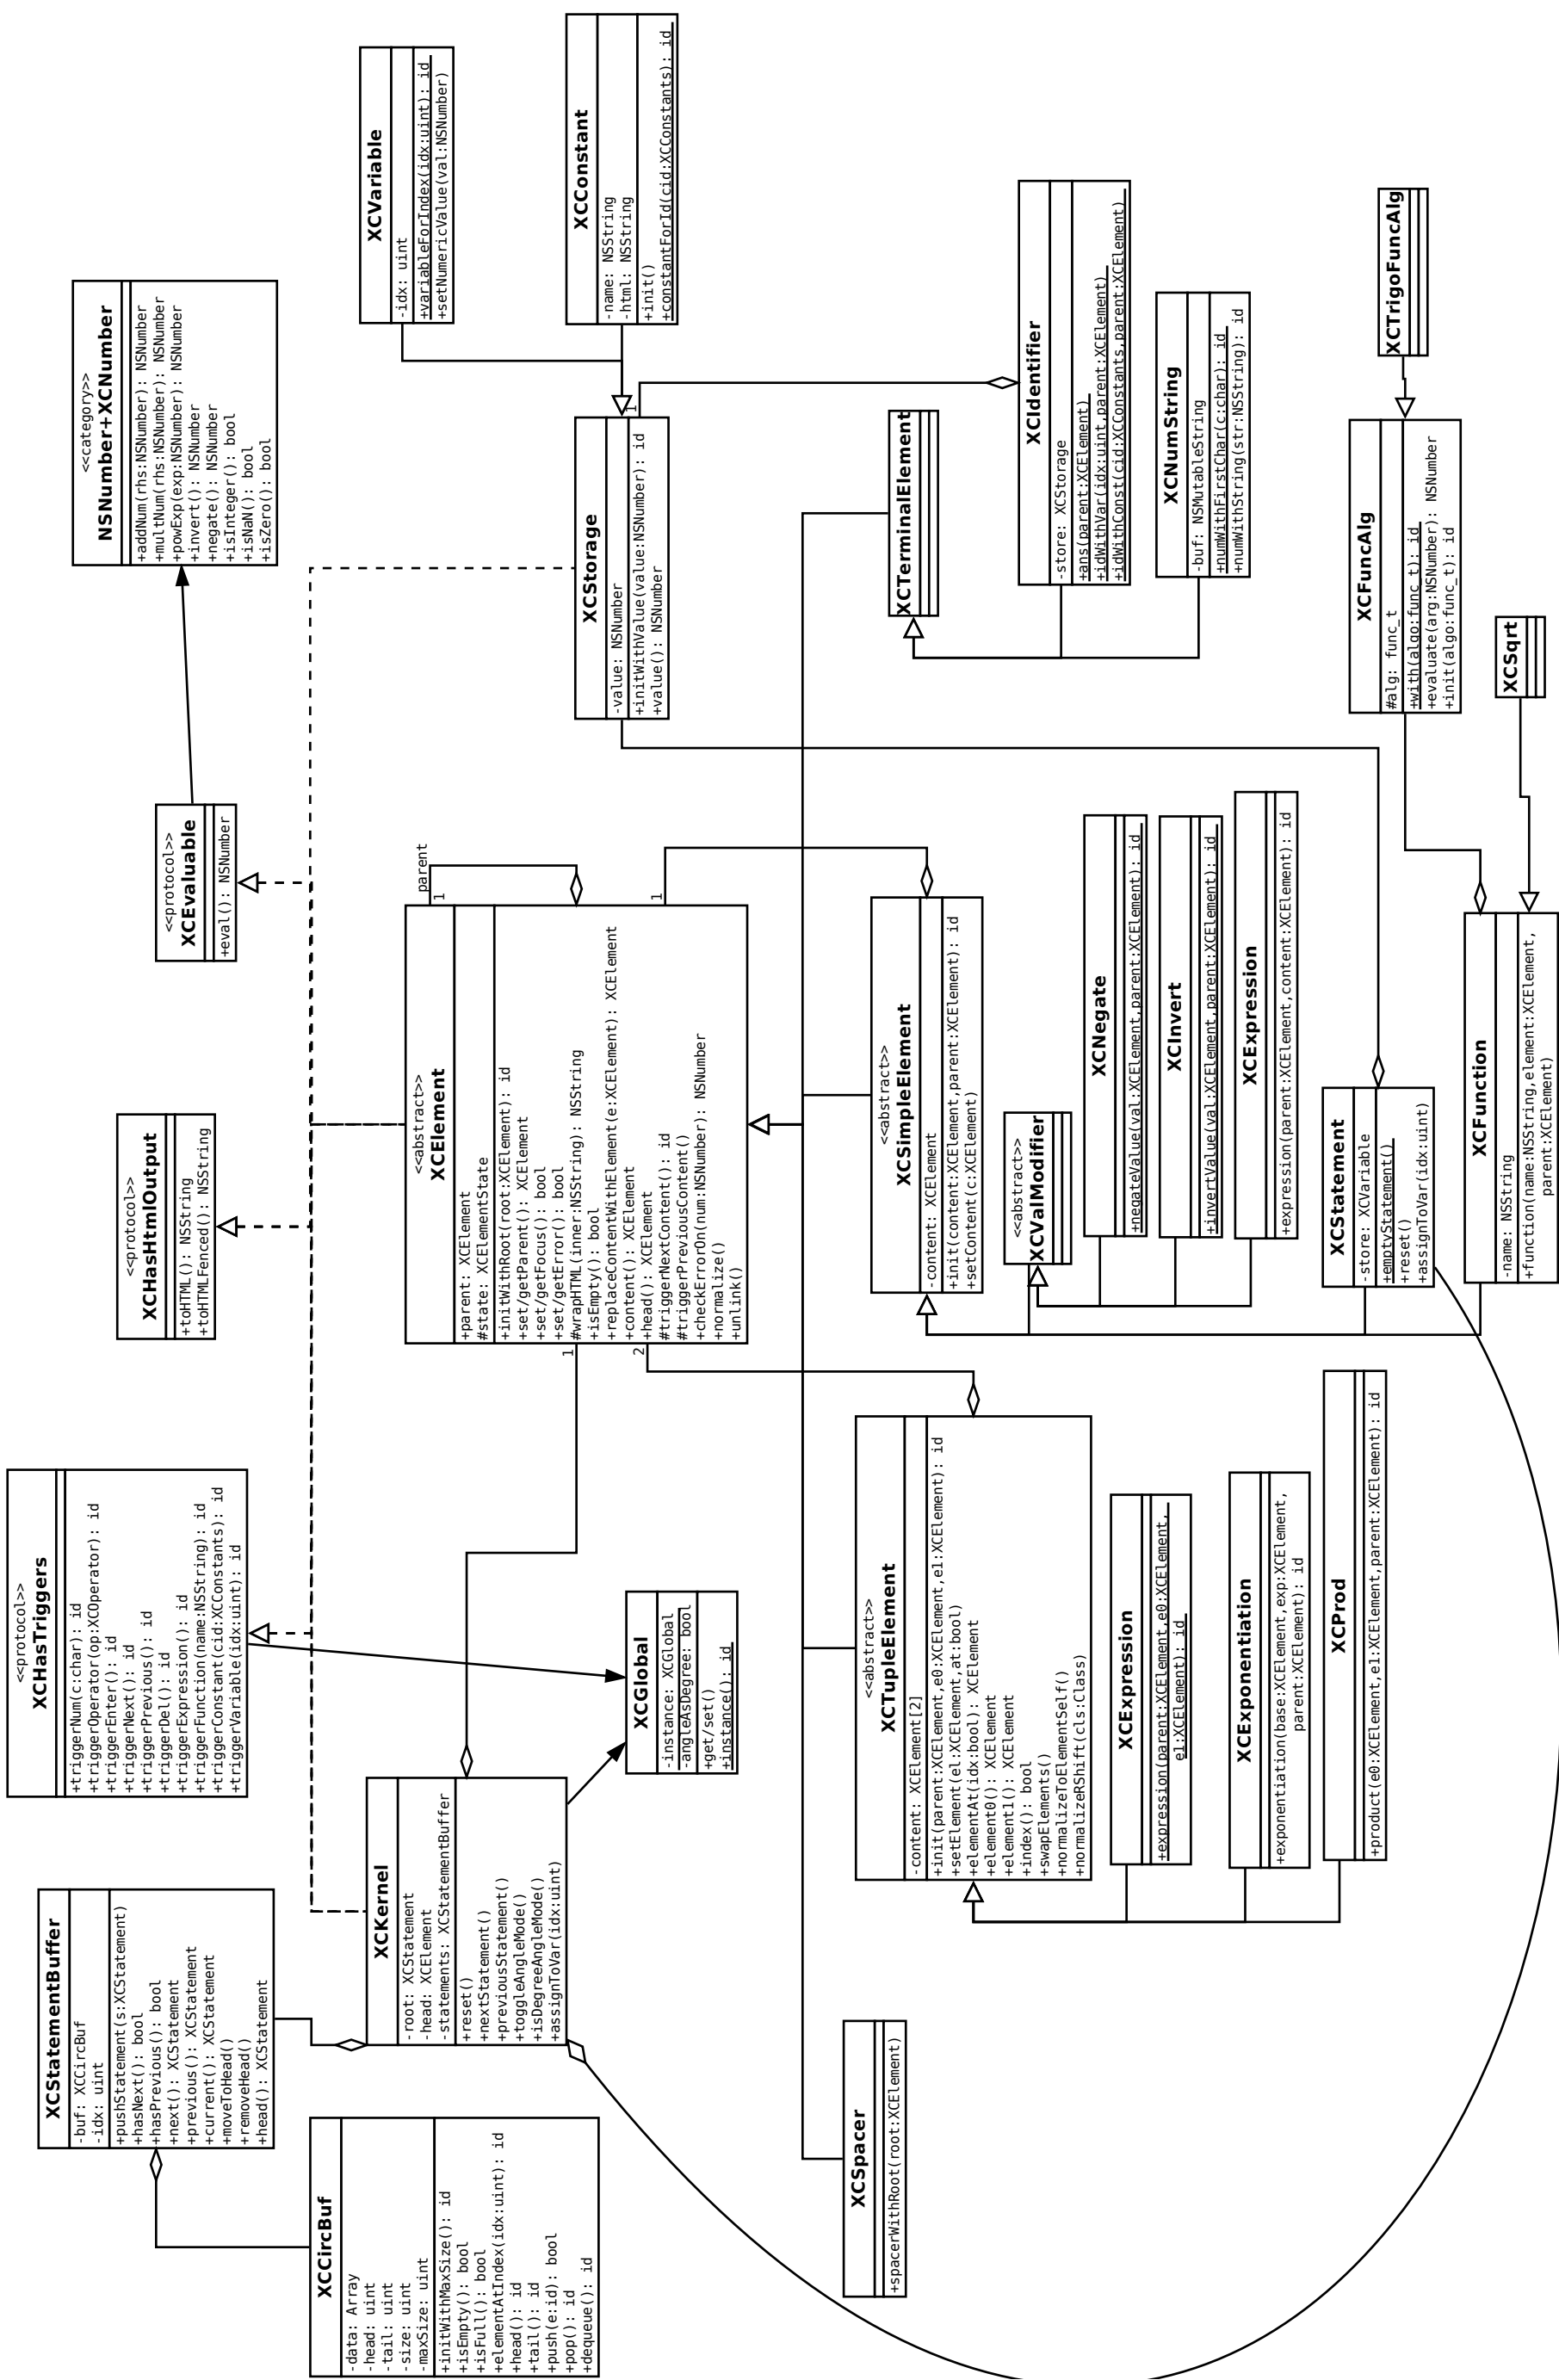 XCCircBuf
-data: Array
-head: uint
-tail: uint
-size: uint
-maxSize: uint
+initWithMaxSize(): id
+isEmpty(): bool
+isFull(): bool
+elementAtIndex(idx:uint): id
+head(): id
+tail(): id
+push(e:id): bool
+pop(): id
+dequeue(): id
XCStatementBuffer
-buf: XCCircBuf
-idx: uint
+pushStatement(s:XCStatement)
+hasNext(): bool
+hasPrevious(): bool
+next(): XCStatement
+previous(): XCStatement
+current(): XCStatement
+moveToHead()
+removeHead()
+head(): XCStatement
<<protocol>>
XCHasTriggers
+triggerNum(c:char): id
+triggerOperator(op:XCOperator): id
+triggerEnter(): id
+triggerNext(): id
+triggerPrevious(): id
+triggerDel(): id
+triggerExpression(): id
+triggerFunction(name:NSString): id
+triggerConstant(cid:XCConstants): id
+triggerVariable(idx:uint): id
<<protocol>>
XCHasHtmlOutput
+toHTML(): NSString
+toHTMLFenced(): NSString
<<protocol>>
XCEvaluable
+eval(): NSNumber
<<category>>
NSNumber+XCNumber
+addNum(rhs:NSNumber): NSNumber
+multNum(rhs:NSNumber): NSNumber
+powExp(exp:NSNumber): NSNumber
+invert(): NSNumber
+negate(): NSNumber
+isInteger(): bool
+isNaN(): bool
+isZero(): bool
XCKernel
-root: XCStatement
-head: XCElement
-statements: XCStatementBuffer
+reset()
+nextStatement()
+previousStatement()
+toggleAngleMode()
+isDegreeAngleMode()
+assignToVar(idx:uint)
XCGlobal
-instance: XCGlobal
-angleAsDegree: bool
+get/set()
+instance(): id
<<abstract>>
XCElement
+parent: XCElement
#state: XCElementState
+initWithRoot(root:XCElement): id
+set/getParent(): XCElement
+set/getFocus(): bool
+set/getError(): bool
#wrapHTML(inner:NSString): NSString
+isEmpty(): bool
+replaceContentWithElement(e:XCElement): XCElement
+content(): XCElement
+head(): XCElement
#triggerNextContent(): id
#triggerPreviousContent()
+checkErrorOn(num:NSNumber): NSNumber
+normalize()
+unlink()
parent
1
1
1
2
XCStorage
-value: NSNumber
+initWithValue(value:NSNumber): id
+value(): NSNumber
1
XCVariable
-idx: uint
+variableForIndex(idx:uint): id
+setNumericValue(val:NSNumber)
XCConstant
-name: NSString
-html: NSString
+init()
+constantForId(cid:XCConstants): id
XCSpacer
+spacerWithRoot(root:XCElement)
<<abstract>>
XCTupleElement
-content: XCElement[2]
+init(parent:XCElement,e0:XCElement,e1:XCElement): id
+setElement(el:XCElement,at:bool)
+elementAt(idx:bool): XCElement
+element0(): XCElement
+element1(): XCElement
+index(): bool
+swapElements()
+normalizeToElementSelf()
+normalizeRShift(cls:Class)
XCExpression
+expression(parent:XCElement,e0:XCElement,
e1:XCElement): id
XCExponentiation
+exponentiation(base:XCElement,exp:XCElement,
parent:XCElement): id
XCProd
+product(e0:XCElement,e1:XCElement,parent:XCElement): id
<<abstract>>
XCSimpleElement
-content: XCElement
+init(content:XCElement,parent:XCElement): id
+setContent(c:XCElement)
<<abstract>>
XCValModifier
XCNegate
+negateValue(val:XCElement,parent:XCElement): id
XCInvert
+invertValue(val:XCElement,parent:XCElement): id
XCExpression
+expression(parent:XCElement,content:XCElement): id
XCStatement
-store: XCVariable
+emptyStatement()
+reset()
+assignToVar(idx:uint)
XCFunction
-name: NSString
+function(name:NSString,element:XCElement,
parent:XCElement)
XCTerminalElement
XCIdentifier
-store: XCStorage
+ans(parent:XCElement)
+idWithVar(idx:uint,parent:XCElement)
+idWithConst(cid:XCConstants,parent:XCElement)
XCNumString
-buf: NSMutableString
+numWithFirstChar(c:char): id
+numWithString(str:NSString): id
XCFuncAlg
#alg: func_t
+with(algo:func_t): id
+evaluate(arg:NSNumber): NSNumber
+init(algo:func_t): id
XCTrigoFuncAlg
XCSqrt